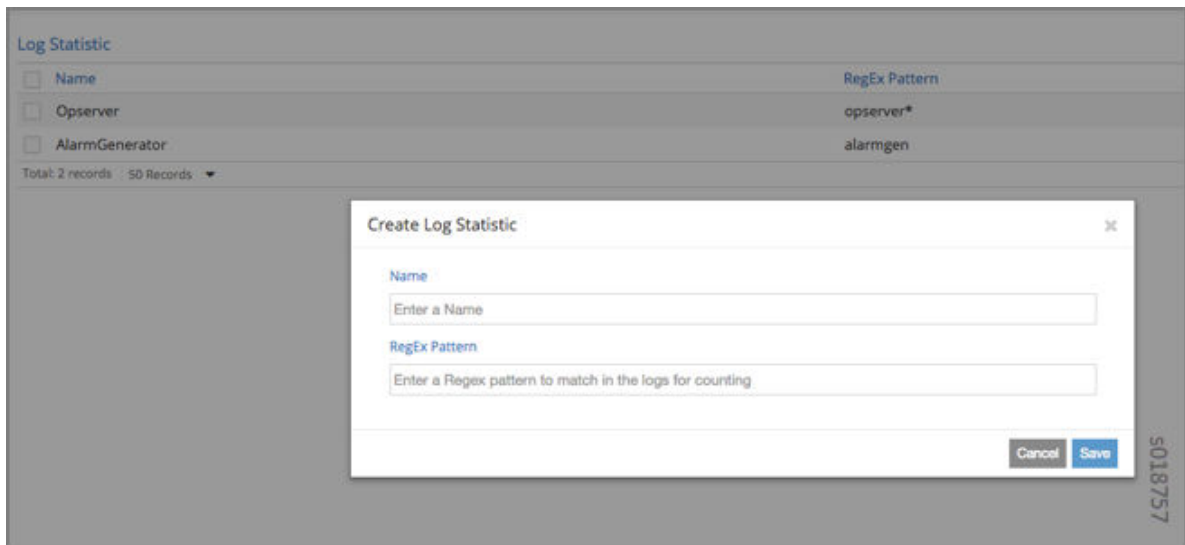 Log Statistic
Name RegEx Pattern
Opserver opserver*
AlarmGenerator alarmgen
Total: 2 records 50 Records
Create Log Statistic
Name
Enter a Name
RegEx Pattern
Enter a Regex pattern to match in the logs for counting
Cancel Save
s018757